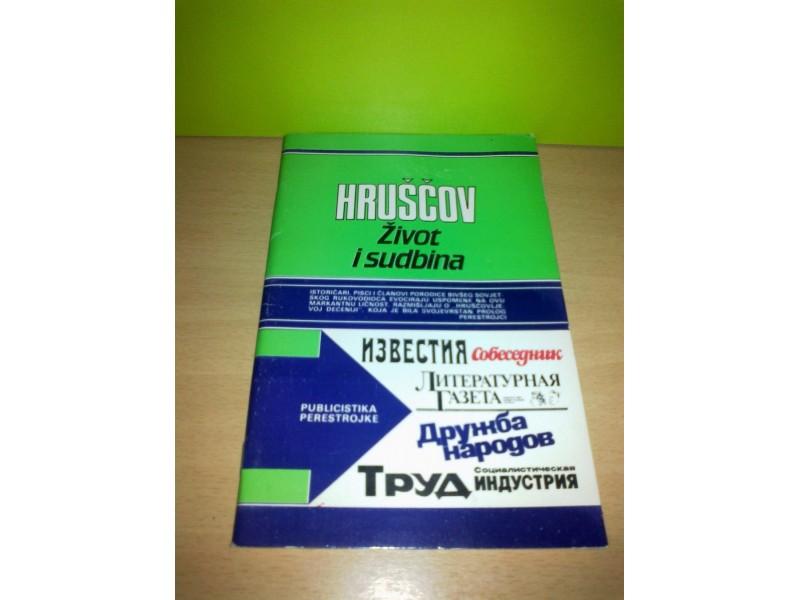 HRUŠČOV
Život
i sudbina
ISTORIČARI, PISCI I ČLANOVI PORODICE BIVŠEG SOVJET
SKOG RUKOVODIOCA EVOCIRAJU USPOMENE NA OVU
MARKANTNU LIČNOST, RAZMIŠLJAJU O „HRUŠČOVLJE-
VOJ DECENIJI", KOJA JE BILA SVOJEVRSTAN PROLOG
PERESTROJCI
ИЗВЕСТИЯ Собеседник
ЛИТЕРАТУРНАЯ
ГАЗЕТА
PUBLICISTIKA
PERESTROJKE
Дружба
народов
ТРУД Социалистическая
ИНДУСТРИЯ